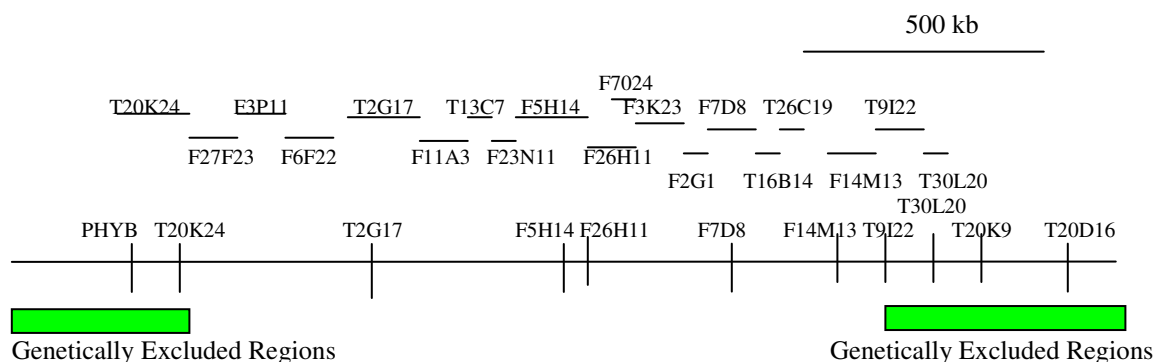 500 kb
F7024
T20K24 F3P11 T2G17 T13C7 F5H14 F3K23 F7D8 T26C19 T9I22
F27F23 F6F22 F11A3 F23N11 F26H11
F2G1 T16B14 F14M13 T30L20
T30L20
PHYB T20K24 T2G17 F5H14 F26H11 F7D8 F14M13 T9I22 T20K9 T20D16
Genetically Excluded Regions Genetically Excluded Regions